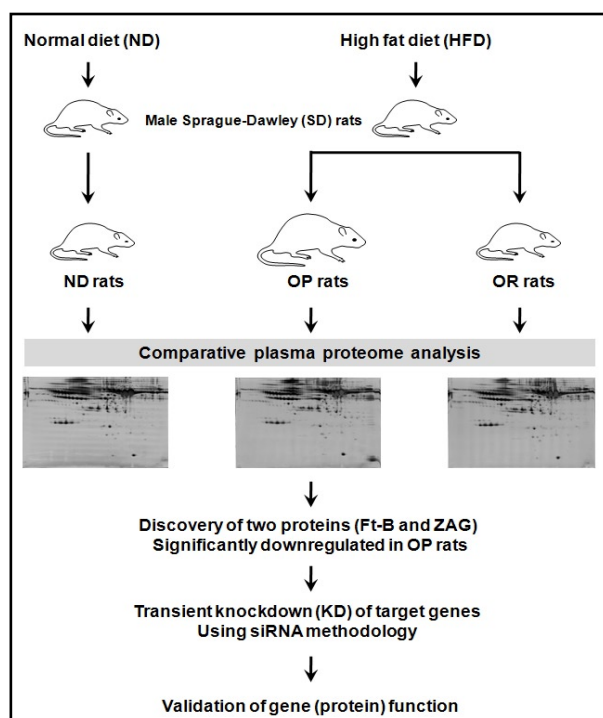 Normal diet (ND)
High fat diet (HFD)
Male Sprague-Dawley (SD) rats
ND rats
OP rats
OR rats
Comparative plasma proteome analysis
Discovery of two proteins (Ft-B and ZAG)
Significantly downregulated in OP rats
Transient knockdown (KD) of target genes
Using siRNA methodology
Validation of gene (protein) function